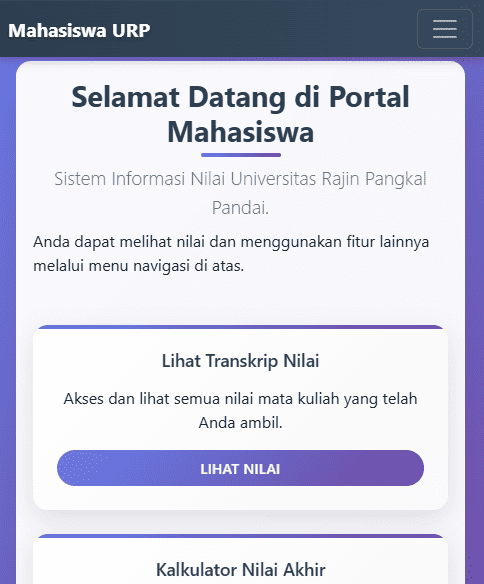 Mahasiswa URP
Selamat Datang di Portal
Mahasiswa
Sistem Informasi Nilai Universitas Rajin Pangkal
Pandai.
Anda dapat melihat nilai dan menggunakan fitur lainnya
melalui menu navigasi di atas.
Lihat Transkrip Nilai
Akses dan lihat semua nilai mata kuliah yang telah
Anda ambil.
LIHAT NILAI
Kalkulator Nilai Akhir